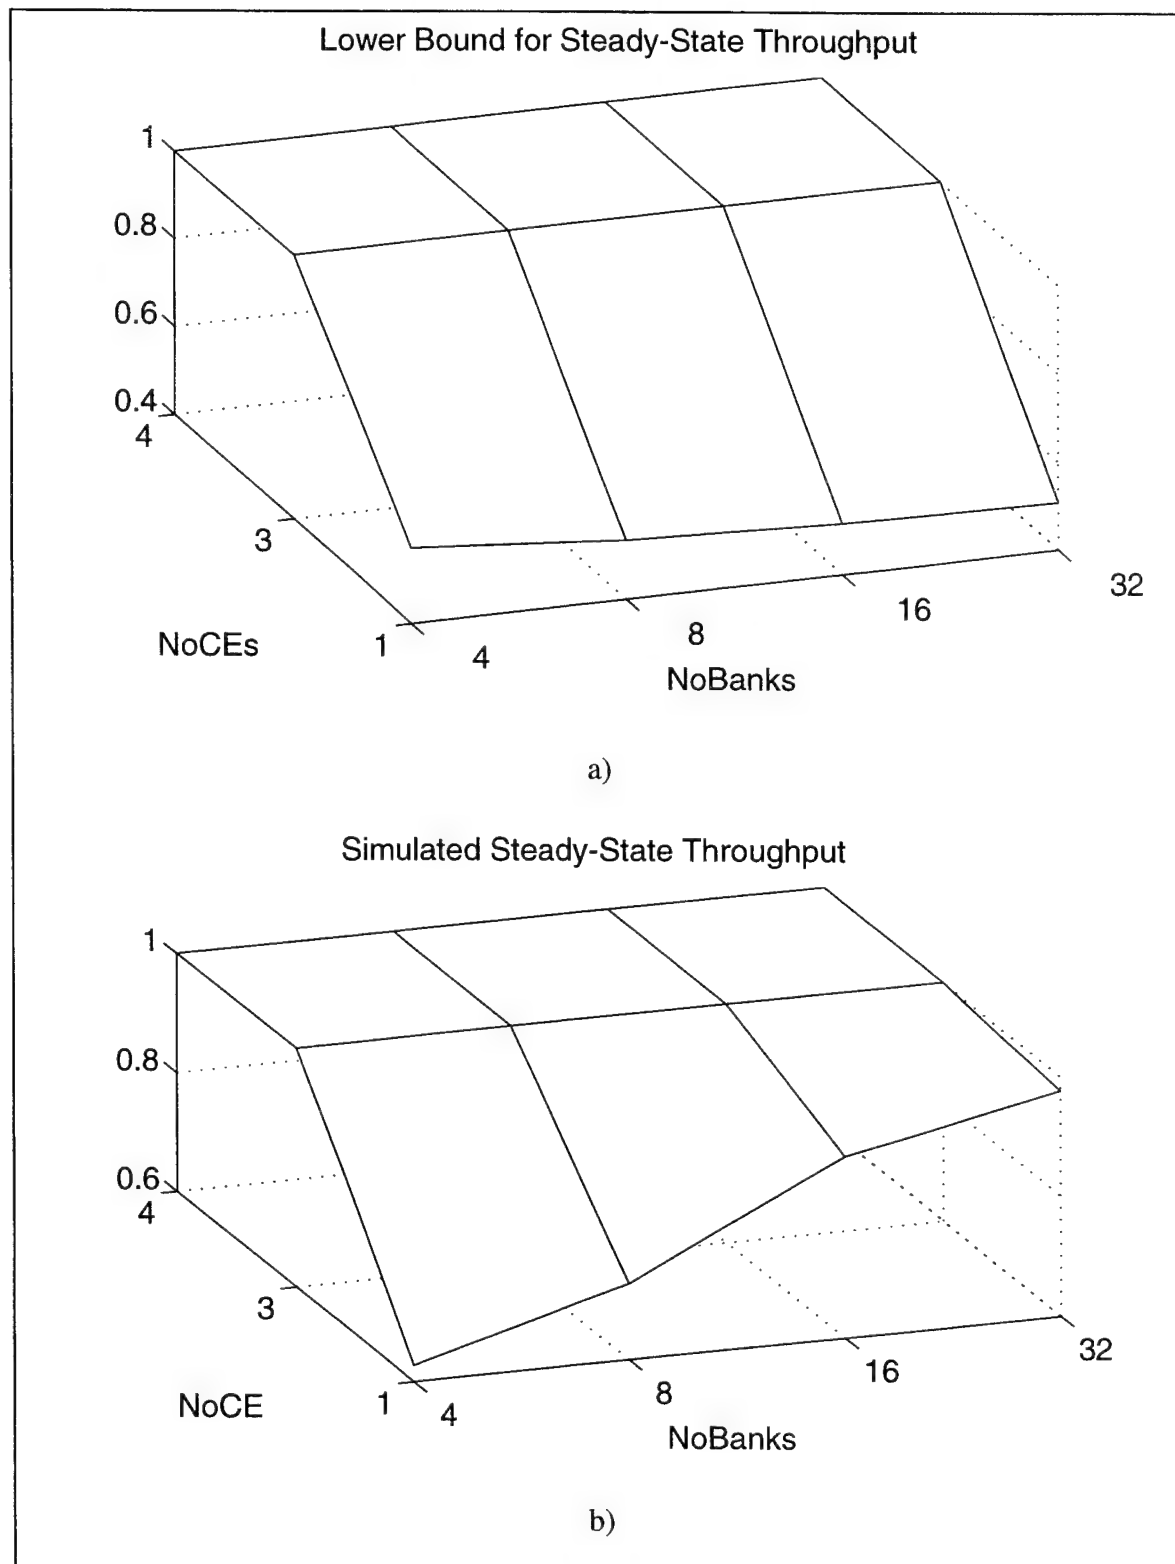 Lower Bound for Steady-State Throughput
1
0.8
0.6
0.4
4
3
1
NoCEs
4
8
16
32
NoBanks
a)
Simulated Steady-State Throughput
1
0.8
0.6
4
3
1
NoCE
4
8
16
32
NoBanks
b)